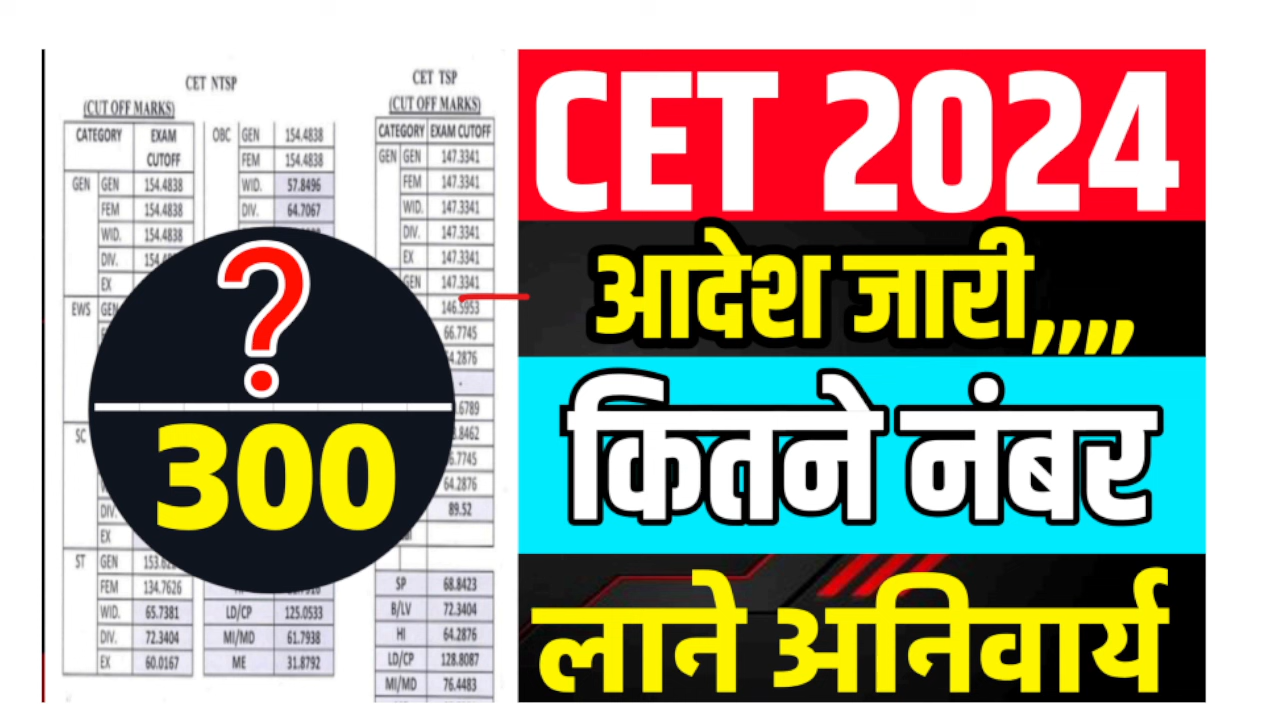 CET NTSP
(CUT OFF MARKS)
CATEGORY EXAM CUTOFF
GEN GEN 154.4838
FEM 154.4838
WID. 154.4838
DIV.
EX
EWS
SC
DIV.
EX
ST GEN
FEM 134.7626
WID. 65.7381
DIV. 72.3404
EX 60.0167
OBC GEN 154.4838
FEM 154.4838
WID. 57.8496
DIV. 64.7067
LD/CP 125.0533
MI/MD 61.7938
ME 31.8792
CET TSP
(CUT OFF MARKS)
CATEGORY EXAM CUTOFF
GEN GEN 147.3341
FEM 147.3341
WID. 147.3341
DIV. 147.3341
EX 147.3341
GEN 147.3341
146.5953
66.7745
64.2876
89.52
SP 68.8423
B/LV 72.3404
HI 64.2876
LD/CP 128.8087
MI/MD 76.4483
?
300
CET 2024
आदेश जारी,,,,
कितने नंबर
लाने अनिवार्य